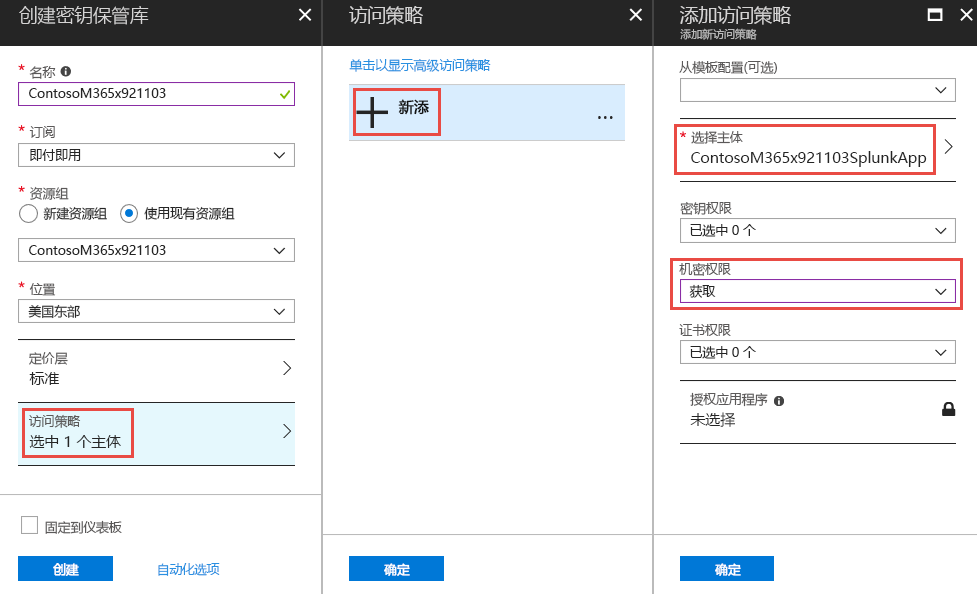 创建密钥保管库
* 名称
ContosoM365x921103
* 订阅
即付即用
* 资源组
新建资源组
使用现有资源组
ContosoM365x921103
* 位置
美国东部
定价层
标准
访问策略
选中 1 个主体
固定到仪表板
创建
自动化选项
访问策略
单击以显示高级访问策略
新添
...
确定
添加访问策略
添加新访问策略
从模板配置(可选)
* 选择主体
ContosoM365x921103SplunkApp
密钥权限
已选中 0 个
机密权限
获取
证书权限
已选中 0 个
授权应用程序
未选择
确定